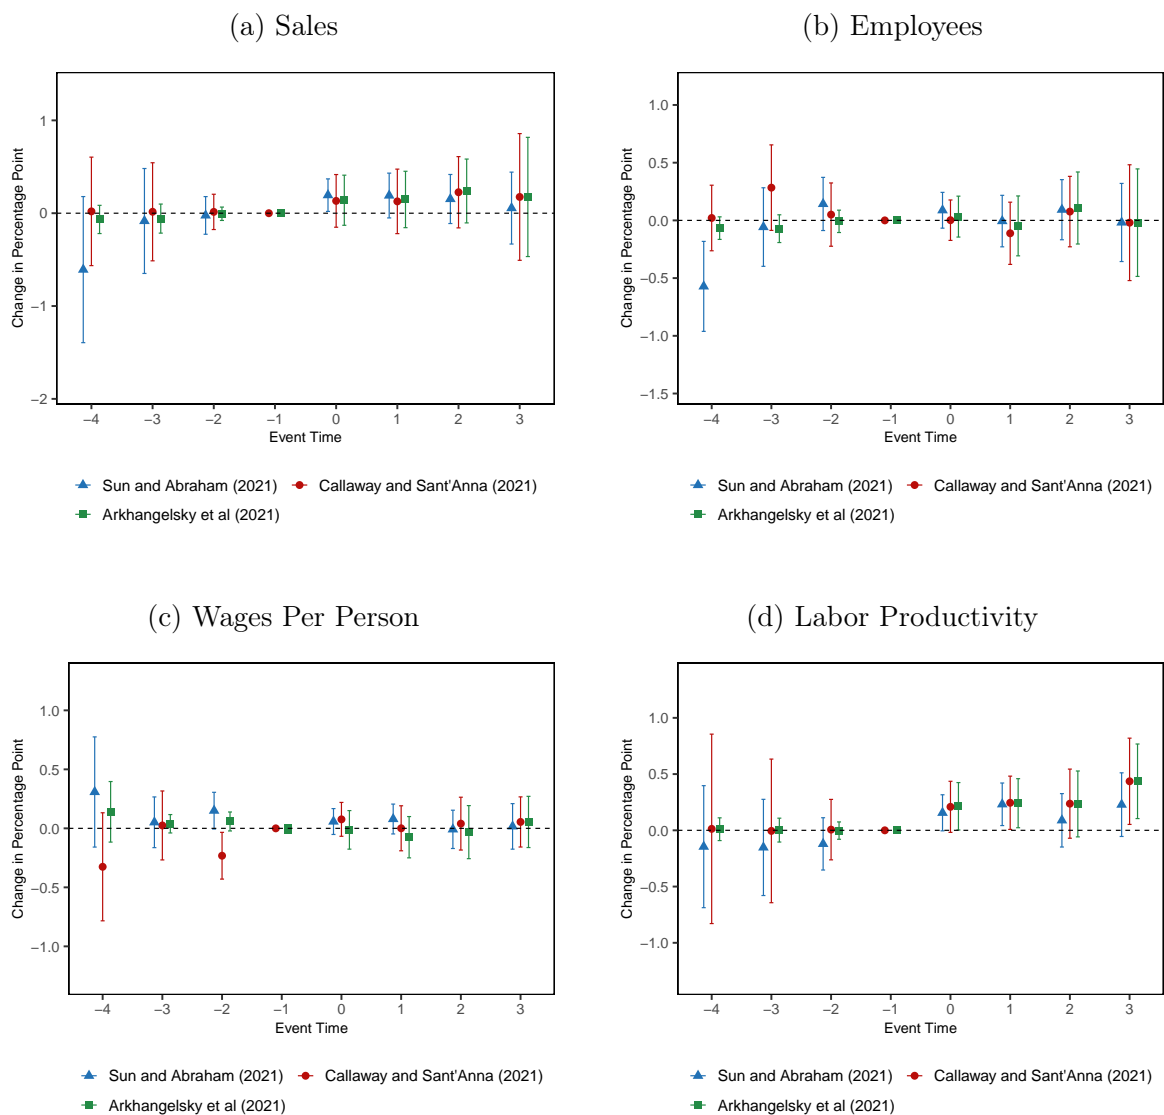 (a) Sales
Change in Percentage Point
1
0
−1
−2
−4 −3 −2 −1 0 1 2 3
Event Time
Sun and Abraham (2021) Callaway and Sant'Anna (2021)
Arkhangelsky et al (2021)
(b) Employees
Change in Percentage Point
1.0
0.5
0.0
−0.5
−1.0
−1.5
−4 −3 −2 −1 0 1 2 3
Event Time
Sun and Abraham (2021) Callaway and Sant'Anna (2021)
Arkhangelsky et al (2021)
(c) Wages Per Person
Change in Percentage Point
1.0
0.5
0.0
−0.5
−1.0
−4 −3 −2 −1 0 1 2 3
Event Time
Sun and Abraham (2021) Callaway and Sant'Anna (2021)
Arkhangelsky et al (2021)
(d) Labor Productivity
Change in Percentage Point
1.0
0.5
0.0
−0.5
−1.0
−4 −3 −2 −1 0 1 2 3
Event Time
Sun and Abraham (2021) Callaway and Sant'Anna (2021)
Arkhangelsky et al (2021)